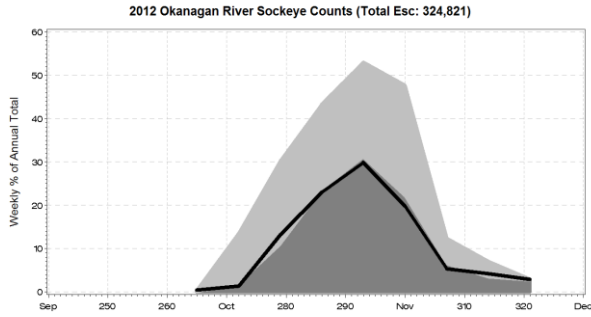 2012 Okanagan River Sockeye Counts (Total Esc: 324,821)
Weekly % of Annual Total
60
50
40
30
20
10
0
Sep 250 260 Oct 280 290 Nov 310 320 Dec